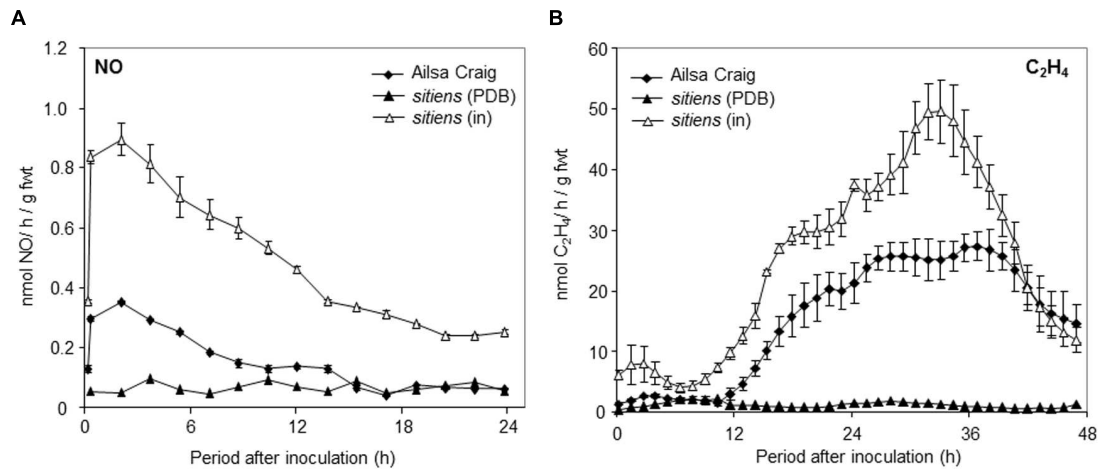 A
NO
Ailsa Craig
sitiens (PDB)
sitiens (in)
nmol NO/ h / g fwt
1.2
1.0
0.8
0.6
0.4
0.2
0
0
6
12
18
24
Period after inoculation (h)
B
C₂H₄
Ailsa Craig
sitiens (PDB)
sitiens (in)
nmol C₂H₄/ h / g fwt
60
50
40
30
20
10
0
0
12
24
36
48
Period after inoculation (h)